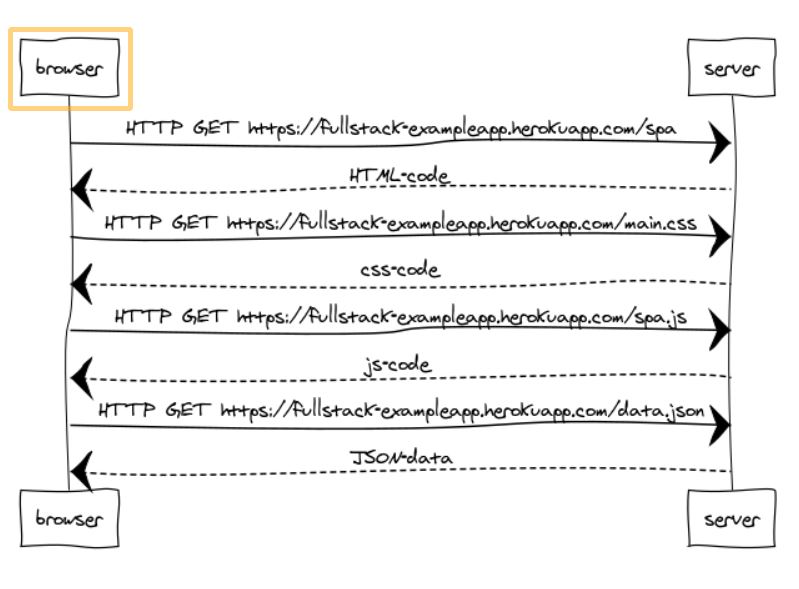 browser
server
HTTP GET https://fullstack-exampleapp.herokuapp.com/spa
HTML-code
HTTP GET https://fullstack-exampleapp.herokuapp.com/main.css
css-code
HTTP GET https://fullstack-exampleapp.herokuapp.com/spa.js
js-code
HTTP GET https://fullstack-exampleapp.herokuapp.com/data.json
JSON-data
browser
server